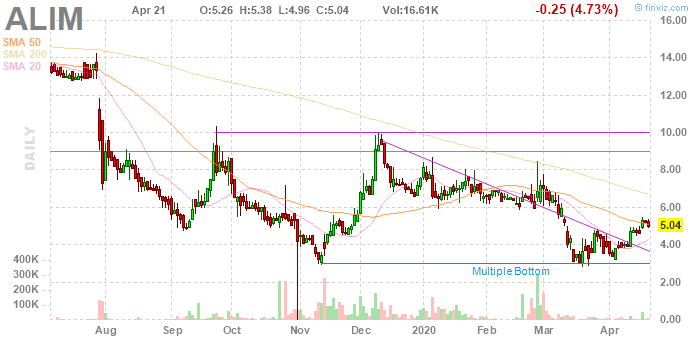 ALIM
Apr 21 O:5.26 H:5.38 L:4.96 C:5.04 Vol:16.61K -0.25 (4.73%)
© finviz.com
SMA 50
SMA 200
SMA 20
DAILY
16.00
14.00
12.00
10.00
8.00
6.00
5.04
4.00
2.00
0.00
400K
300K
200K
100K
Multiple Bottom
Aug Sep Oct Nov Dec 2020 Feb Mar Apr